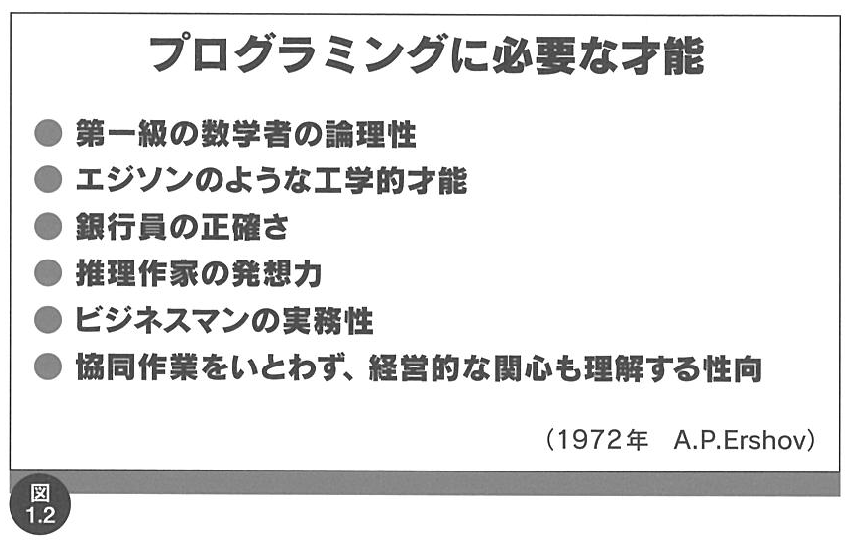 プログラミングに必要な才能
● 第一級の数学者の論理性
● エジソンのような工学的才能
● 銀行員の正確さ
● 推理作家の発想力
● ビジネスマンの実務性
● 協同作業をいとわず、経営的な関心も理解する性向
（1972年　A.P.Ershov）
図
1.2